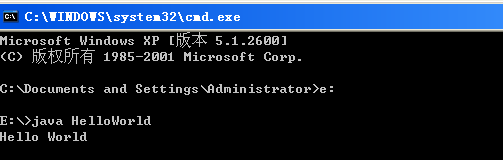 C:\WINDOWS\system32\cmd.exe
Microsoft Windows XP [版本 5.1.2600]
(C) 版权所有 1985-2001 Microsoft Corp.
C:\Documents and Settings\Administrator>e:
E:\>java HelloWorld
Hello World